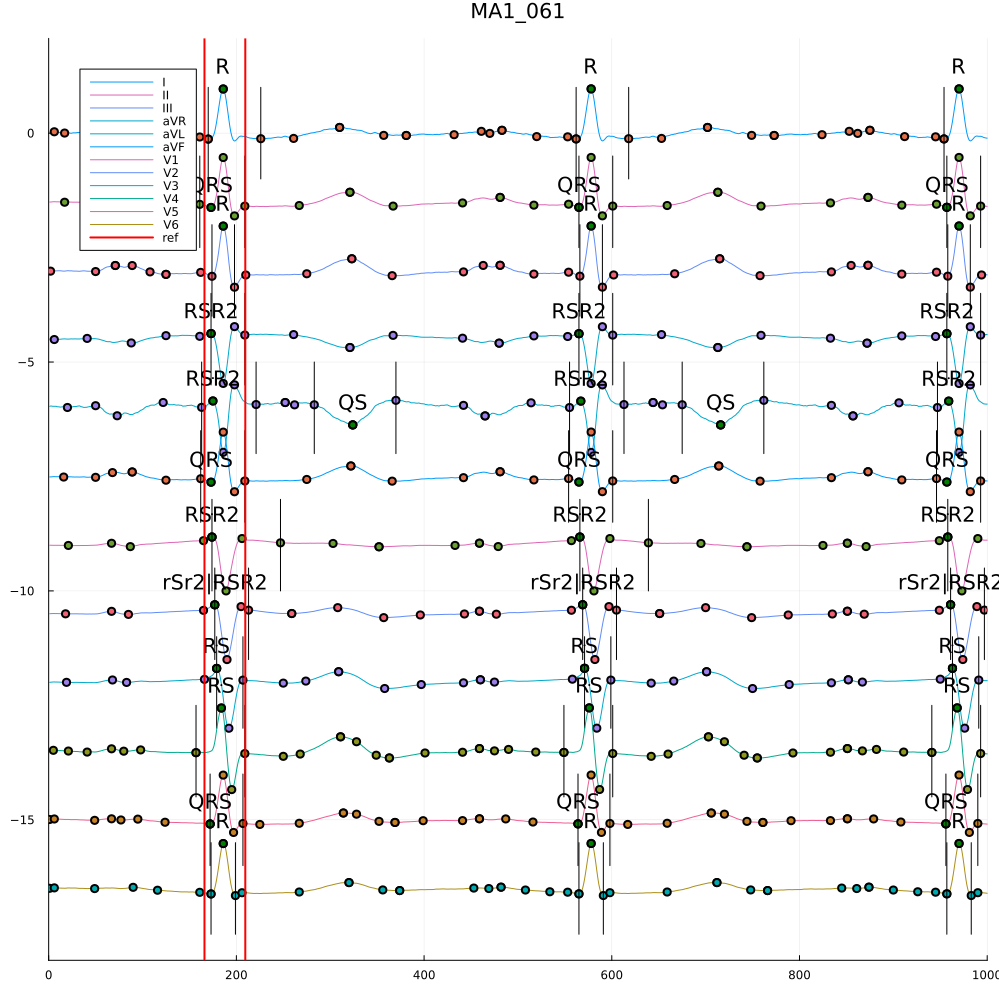 MA1_061
R R R
I
II
III
aVR
aVL
aVF
V1
V2
V3
V4
V5
V6
ref
0
QRS QRS QRS
R R R
RSR2 RSR2 RSR2
−5
RSR2 RSR2 RSR2
QS QS
QRS QRS QRS
RSR2 RSR2 RSR2
−10
rSr2|RSR2 rSr2|RSR2 rSr2|RSR2
RS RS RS
RS RS RS
QRS QRS QRS
−15
R R R
0 200 400 600 800 1000